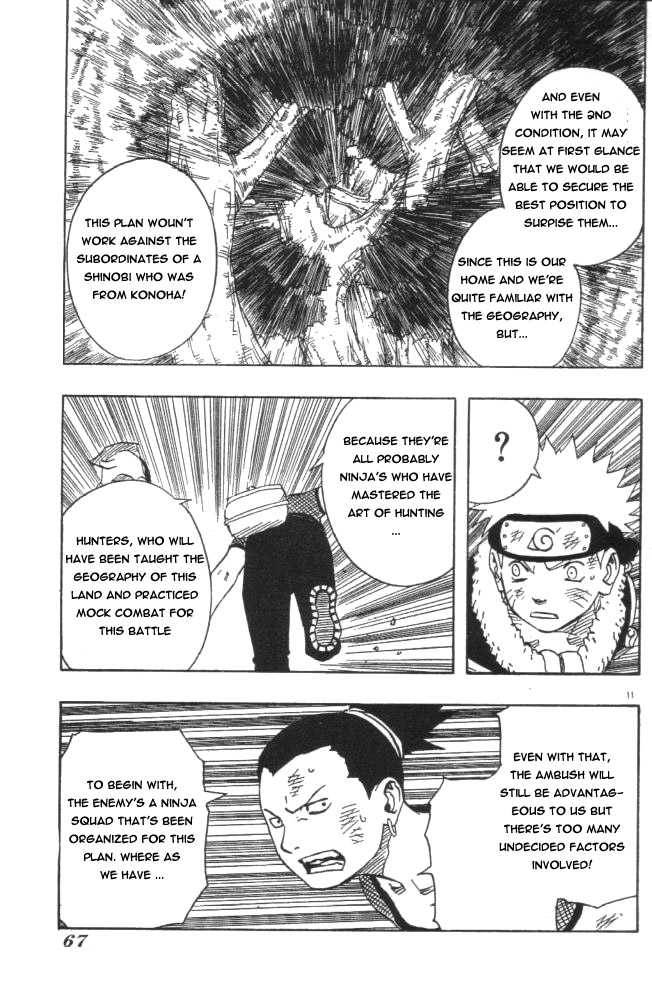 AND EVEN
WITH THE 2ND
CONDITION, IT MAY
SEEM AT FIRST GLANCE
THAT WE WOULD BE
ABLE TO SECURE THE
BEST POSITION TO
SURPISE THEM...
SINCE THIS IS OUR
HOME AND WE'RE
QUITE FAMILIAR WITH
THE GEOGRAPHY,
BUT...
THIS PLAN WOUN'T
WORK AGAINST THE
SUBORDINATES OF A
SHINOBI WHO WAS
FROM KONOHA!
?
BECAUSE THEY'RE
ALL PROBABLY
NINJA'S WHO HAVE
MASTERED THE
ART OF HUNTING
...
HUNTERS, WHO WILL
HAVE BEEN TAUGHT THE
GEOGRAPHY OF THIS
LAND AND PRACTICED
MOCK COMBAT FOR
THIS BATTLE
11
EVEN WITH THAT,
THE AMBUSH WILL
STILL BE ADVANTAG-
EOUS TO US BUT
THERE'S TOO MANY
UNDECIDED FACTORS
INVOLVED!
TO BEGIN WITH,
THE ENEMY'S A NINJA
SQUAD THAT'S BEEN
ORGANIZED FOR THIS
PLAN. WHERE AS
WE HAVE ...
67